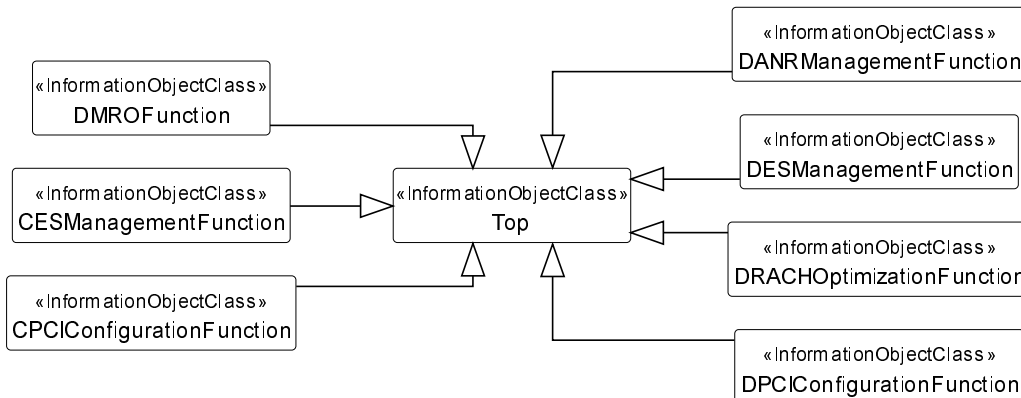 «InformationObjectClass»
DANRManagementFunction
«InformationObjectClass»
DMROFunction
«InformationObjectClass»
DESManagementFunction
«InformationObjectClass»
CESManagementFunction
«InformationObjectClass»
Top
«InformationObjectClass»
DRACHOptimizationFunction
«InformationObjectClass»
CPCIConfigurationFunction
«InformationObjectClass»
DPCIConfigurationFunction